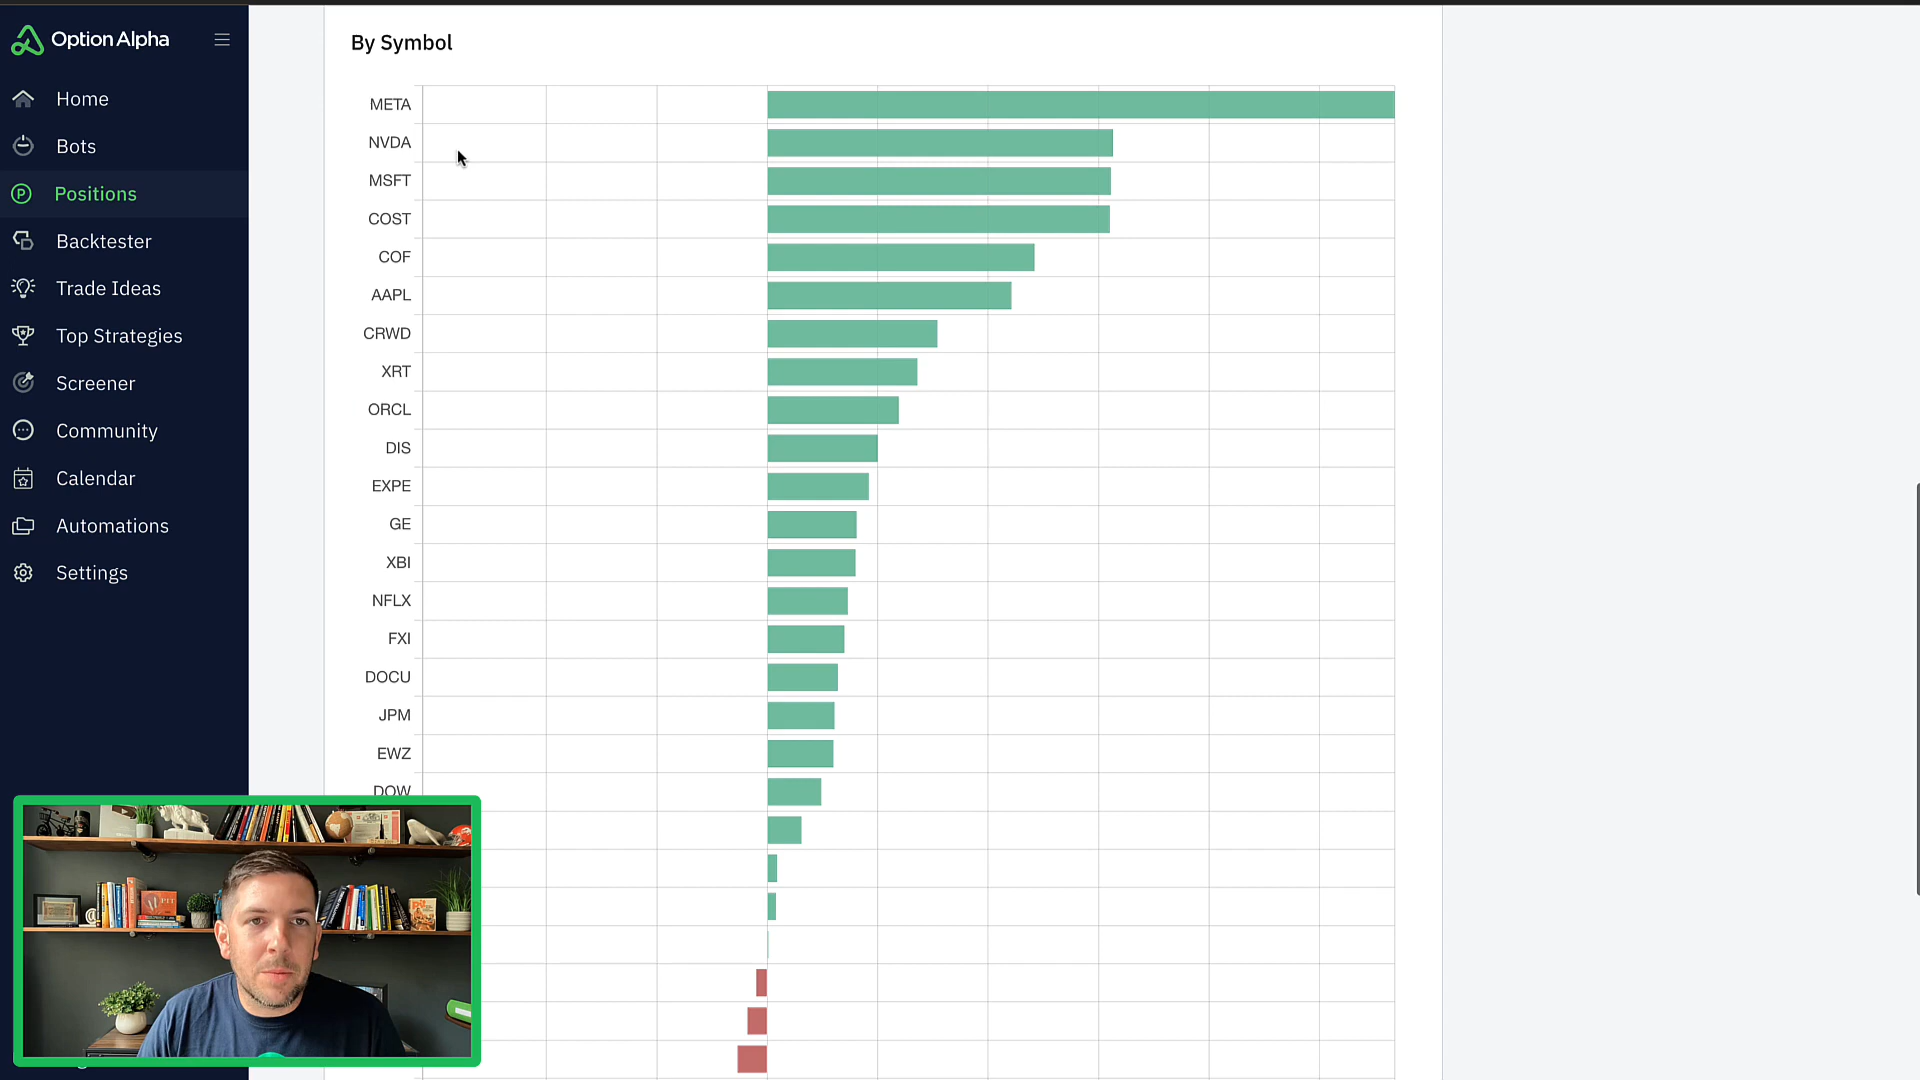 Option Alpha
Home
Bots
Positions
Backtester
Trade Ideas
Top Strategies
Screener
Community
Calendar
Automations
Settings
By Symbol
META
NVDA
MSFT
COST
COF
AAPL
CRWD
XRT
ORCL
DIS
EXPE
GE
XBI
NFLX
FXI
DOCU
JPM
EWZ
DOW